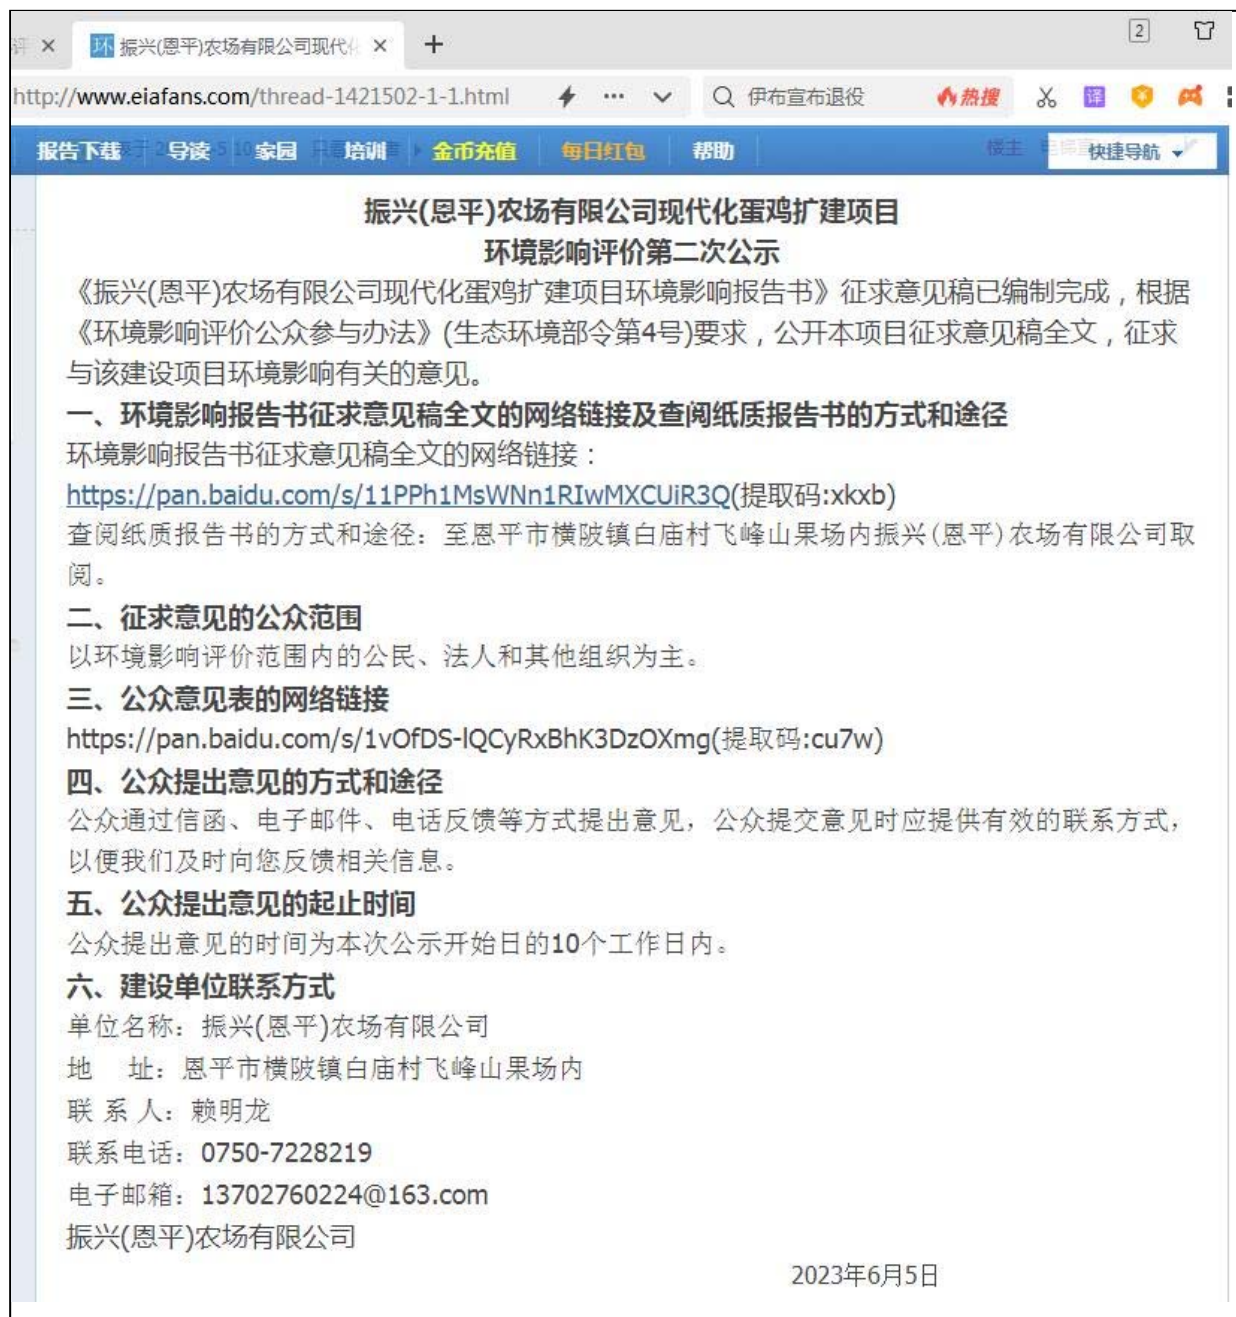 振兴(恩平)农场有限公司现代化
2
http://www.eiafans.com/thread-1421502-1-1.html
伊布宣布退役
热搜
译
报告下载
导读
家园
培训
金币充值
每日红包
帮助
楼主
快捷导航
振兴(恩平)农场有限公司现代化蛋鸡扩建项目
环境影响评价第二次公示
《振兴(恩平)农场有限公司现代化蛋鸡扩建项目环境影响报告书》征求意见稿已编制完成，根据
《环境影响评价公众参与办法》(生态环境部令第4号)要求，公开本项目征求意见稿全文，征求
与该建设项目环境影响有关的意见。
一、环境影响报告书征求意见稿全文的网络链接及查阅纸质报告书的方式和途径
环境影响报告书征求意见稿全文的网络链接：
https://pan.baidu.com/s/11PPh1MsWNn1RIwMXCUiR3Q(提取码:xkxb)
查阅纸质报告书的方式和途径：至恩平市横陂镇白庙村飞峰山果场内振兴(恩平)农场有限公司取
阅。
二、征求意见的公众范围
以环境影响评价范围内的公民、法人和其他组织为主。
三、公众意见表的网络链接
https://pan.baidu.com/s/1vOfDS-lQCyRxBhK3DzOXmg(提取码:cu7w)
四、公众提出意见的方式和途径
公众通过信函、电子邮件、电话反馈等方式提出意见，公众提交意见时应提供有效的联系方式，
以便我们及时向您反馈相关信息。
五、公众提出意见的起止时间
公众提出意见的时间为本次公示开始日的10个工作日内。
六、建设单位联系方式
单位名称：振兴(恩平)农场有限公司
地 址：恩平市横陂镇白庙村飞峰山果场内
联 系 人：赖明龙
联系电话：0750-7228219
电子邮箱：13702760224@163.com
振兴(恩平)农场有限公司
2023年6月5日